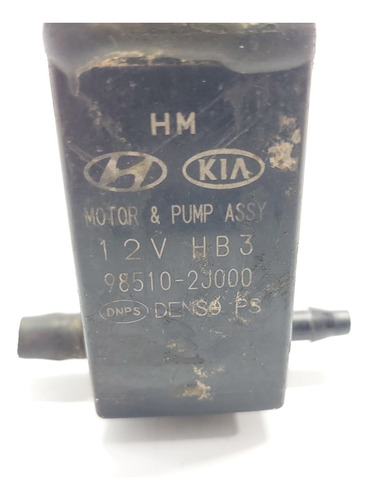 HM
KIA
MOTOR & PUMP ASSY
12V HB3
98510-2J000
DNPS DENSO PS